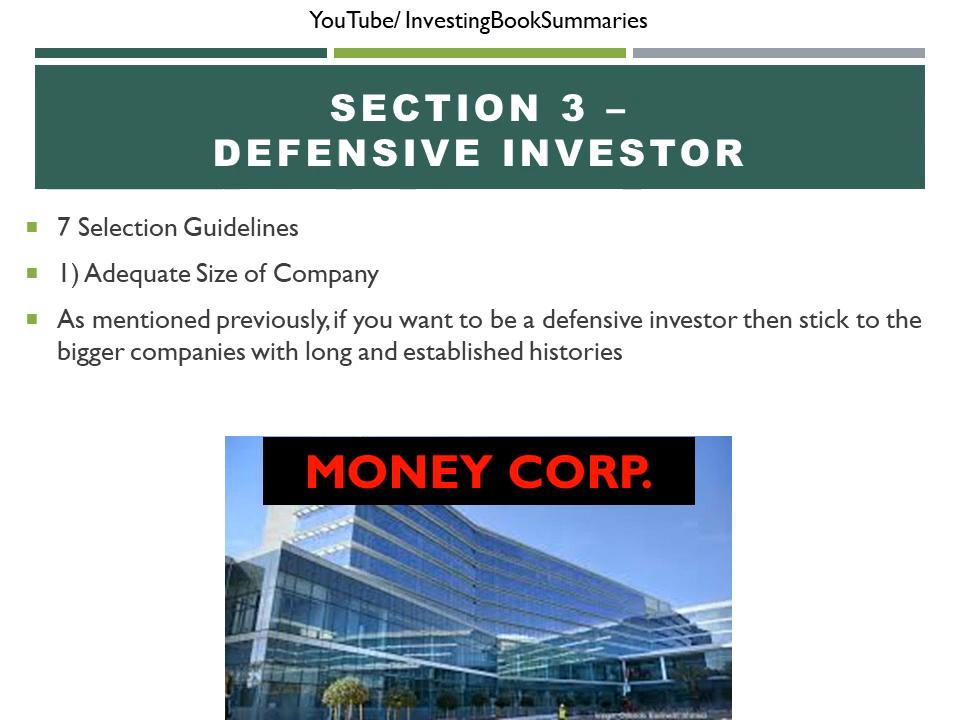 YouTube/ InvestingBookSummaries
SECTION 3 –
DEFENSIVE INVESTOR
7 Selection Guidelines
1) Adequate Size of Company
As mentioned previously, if you want to be a defensive investor then stick to the
bigger companies with long and established histories
MONEY CORP.